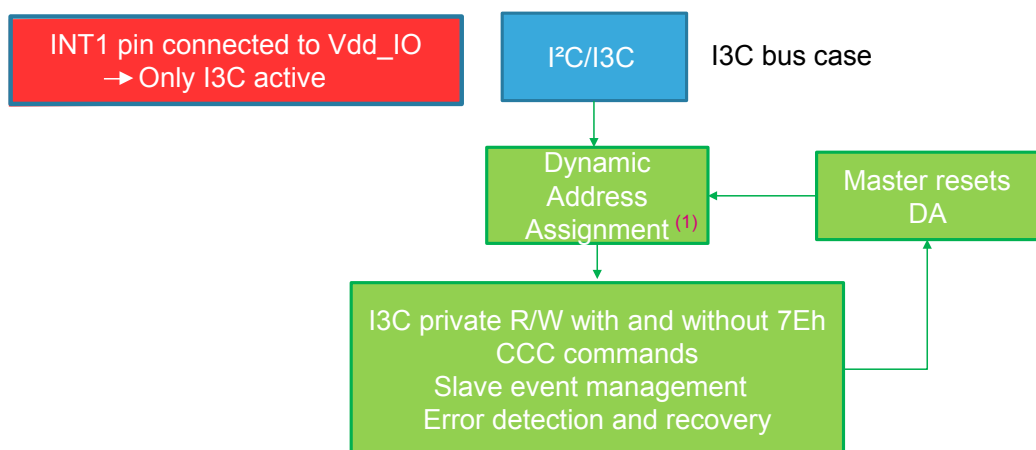 INT1 pin connected to Vdd_IO
→ Only I3C active
I²C/I3C
I3C bus case
Dynamic
Address
Assignment (1)
Master resets
DA
I3C private R/W with and without 7Eh
CCC commands
Slave event management
Error detection and recovery